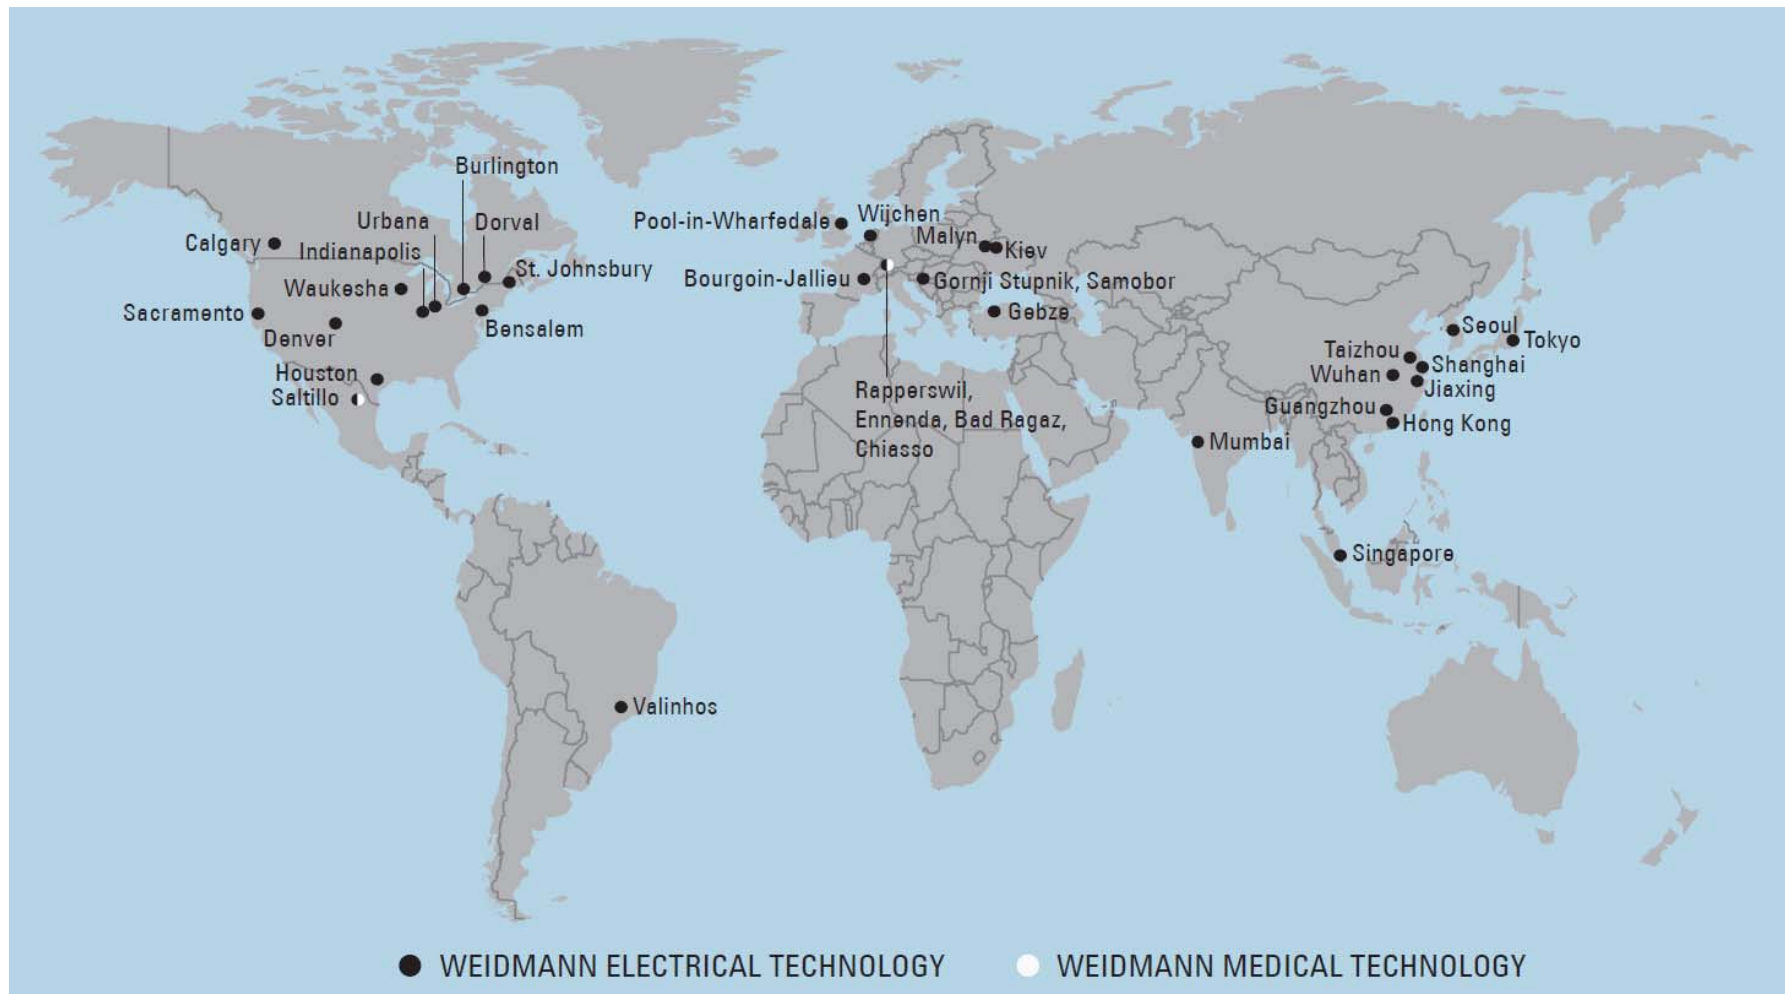 Burlington
Urbana
Dorval
Calgary
Indianapolis
St. Johnsbury
Waukesha
Sacramento
Denver
Bensalem
Houston
Saltillo
Valinhos
Pool-in-Wharfedale
Wijchen
Malyn
Kiev
Bourgoin-Jallieu
Gornji Stupnik, Samobor
Gebze
Rapperswil,
Ennenda, Bad Ragaz,
Chiasso
Seoul
Tokyo
Taizhou
Shanghai
Wuhan
Jiaxing
Guangzhou
Hong Kong
Mumbai
Singapore
WEIDMANN ELECTRICAL TECHNOLOGY
WEIDMANN MEDICAL TECHNOLOGY